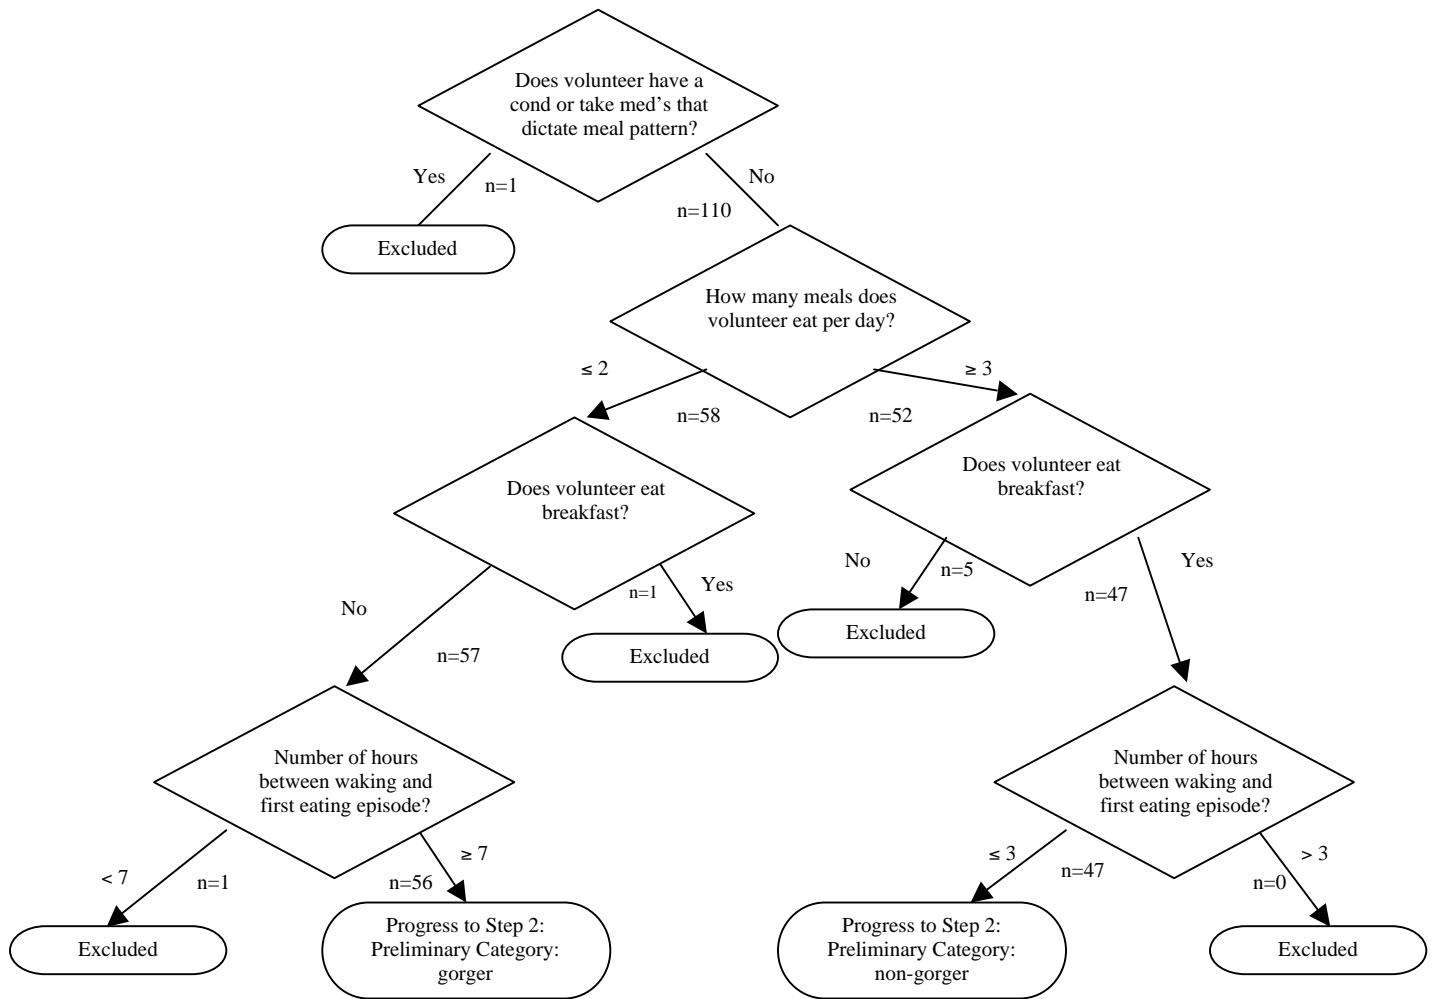 Does volunteer have a
cond or take med's that
dictate meal pattern?
Yes
n=1
No
n=110
Excluded
How many meals does
volunteer eat per day?
≤ 2
n=58
≥ 3
n=52
Does volunteer eat
breakfast?
Does volunteer eat
breakfast?
No
n=57
n=1
Yes
Excluded
No
n=5
Excluded
Yes
n=47
Number of hours
between waking and
first eating episode?
Number of hours
between waking and
first eating episode?
< 7
n=1
≥ 7
n=56
≤ 3
n=47
> 3
n=0
Excluded
Progress to Step 2:
Preliminary Category:
gorger
Progress to Step 2:
Preliminary Category:
non-gorger
Excluded